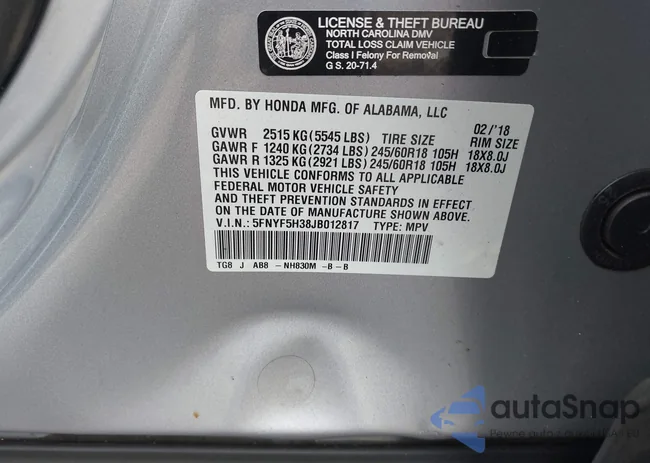 LICENSE & THEFT BUREAU
NORTH CAROLINA DMV
TOTAL LOSS CLAIM VEHICLE
Class I Felony For Removal
G S. 20-71.4
MFD. BY HONDA MFG. OF ALABAMA, LLC
02/'18
GVWR 2515 KG (5545 LBS) TIRE SIZE RIM SIZE
GAWR F 1240 KG (2734 LBS) 245/60R18 105H 18X8.0J
GAWR R 1325 KG (2921 LBS) 245/60R18 105H 18X8.0J
THIS VEHICLE CONFORMS TO ALL APPLICABLE
FEDERAL MOTOR VEHICLE SAFETY
AND THEFT PREVENTION STANDARDS IN EFFECT
ON THE DATE OF MANUFACTURE SHOWN ABOVE.
V.I.N.: 5FNYF5H38JB012817 TYPE: MPV
TG8 J AB8 - NH830M - B - B
autaSnap
Pewne auto z